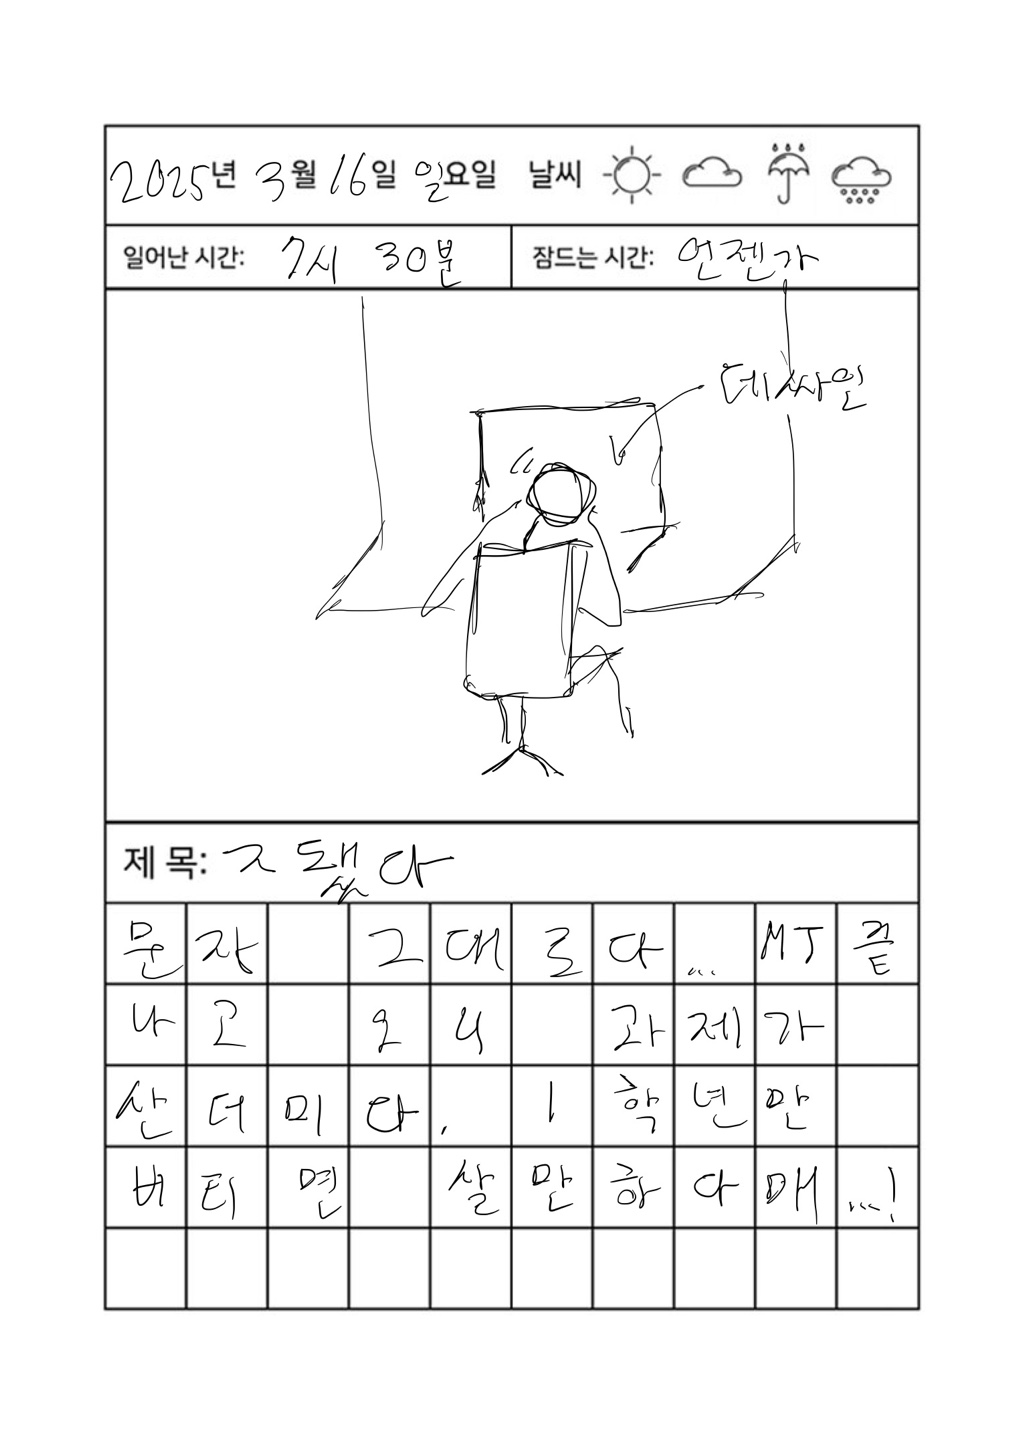 2025년 3월 16일 일요일 날씨
일어난 시간: 7시 30분 잠드는 시간: 언젠가
데싸인
제 목: ㅈ됐다
문장 그대로다... MT 끝
나고 오니 과제가
산더미다. 1학년만
버티면 살만하다매...!